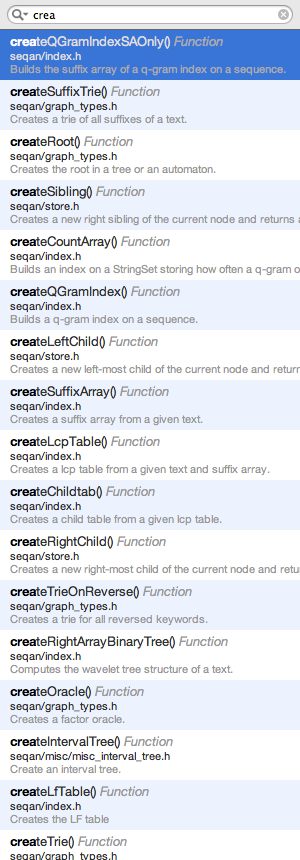 crea
createQGramIndexSAOnly() Function
seqan/index.h
Builds the suffix array of a q-gram index on a sequence.
createSuffixTrie() Function
seqan/graph_types.h
Creates a trie of all suffixes of a text.
createRoot() Function
seqan/graph_types.h
Creates the root in a tree or an automaton.
createSibling() Function
seqan/store.h
Creates a new right sibling of the current node and returns a
createCountArray() Function
seqan/index.h
Builds an index on a StringSet storing how often a q-gram o
createQGramIndex() Function
seqan/index.h
Builds a q-gram index on a sequence.
createLeftChild() Function
seqan/store.h
Creates a new left-most child of the current node and return
createSuffixArray() Function
seqan/index.h
Creates a suffix array from a given text.
createLcpTable() Function
seqan/index.h
Creates a lcp table from a given text and suffix array.
createChildtab() Function
seqan/index.h
Creates a child table from a given lcp table.
createRightChild() Function
seqan/store.h
Creates a new right-most child of the current node and retu
createTrieOnReverse() Function
seqan/graph_types.h
Creates a trie for all reversed keywords.
createRightArrayBinaryTree() Function
seqan/index.h
Computes the wavelet tree structure of a text.
createOracle() Function
seqan/graph_types.h
Creates a factor oracle.
createIntervalTree() Function
seqan/misc/misc_interval_tree.h
Create an interval tree.
createLfTable() Function
seqan/index.h
Creates the LF table
createTrie() Function
seqan/graph_types.h